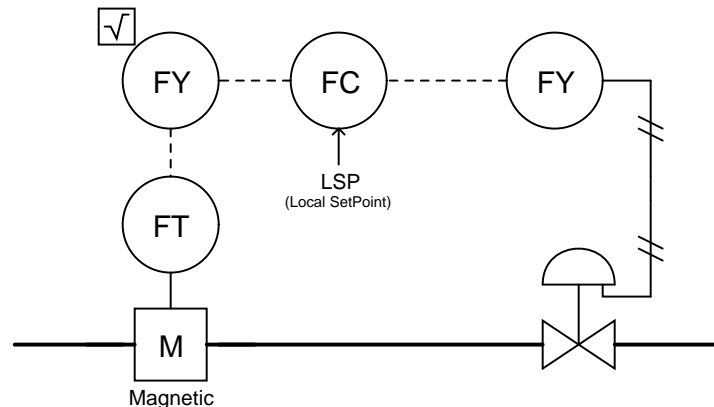 √
FY
FC
FY
LSP
(Local SetPoint)
FT
M
Magnetic